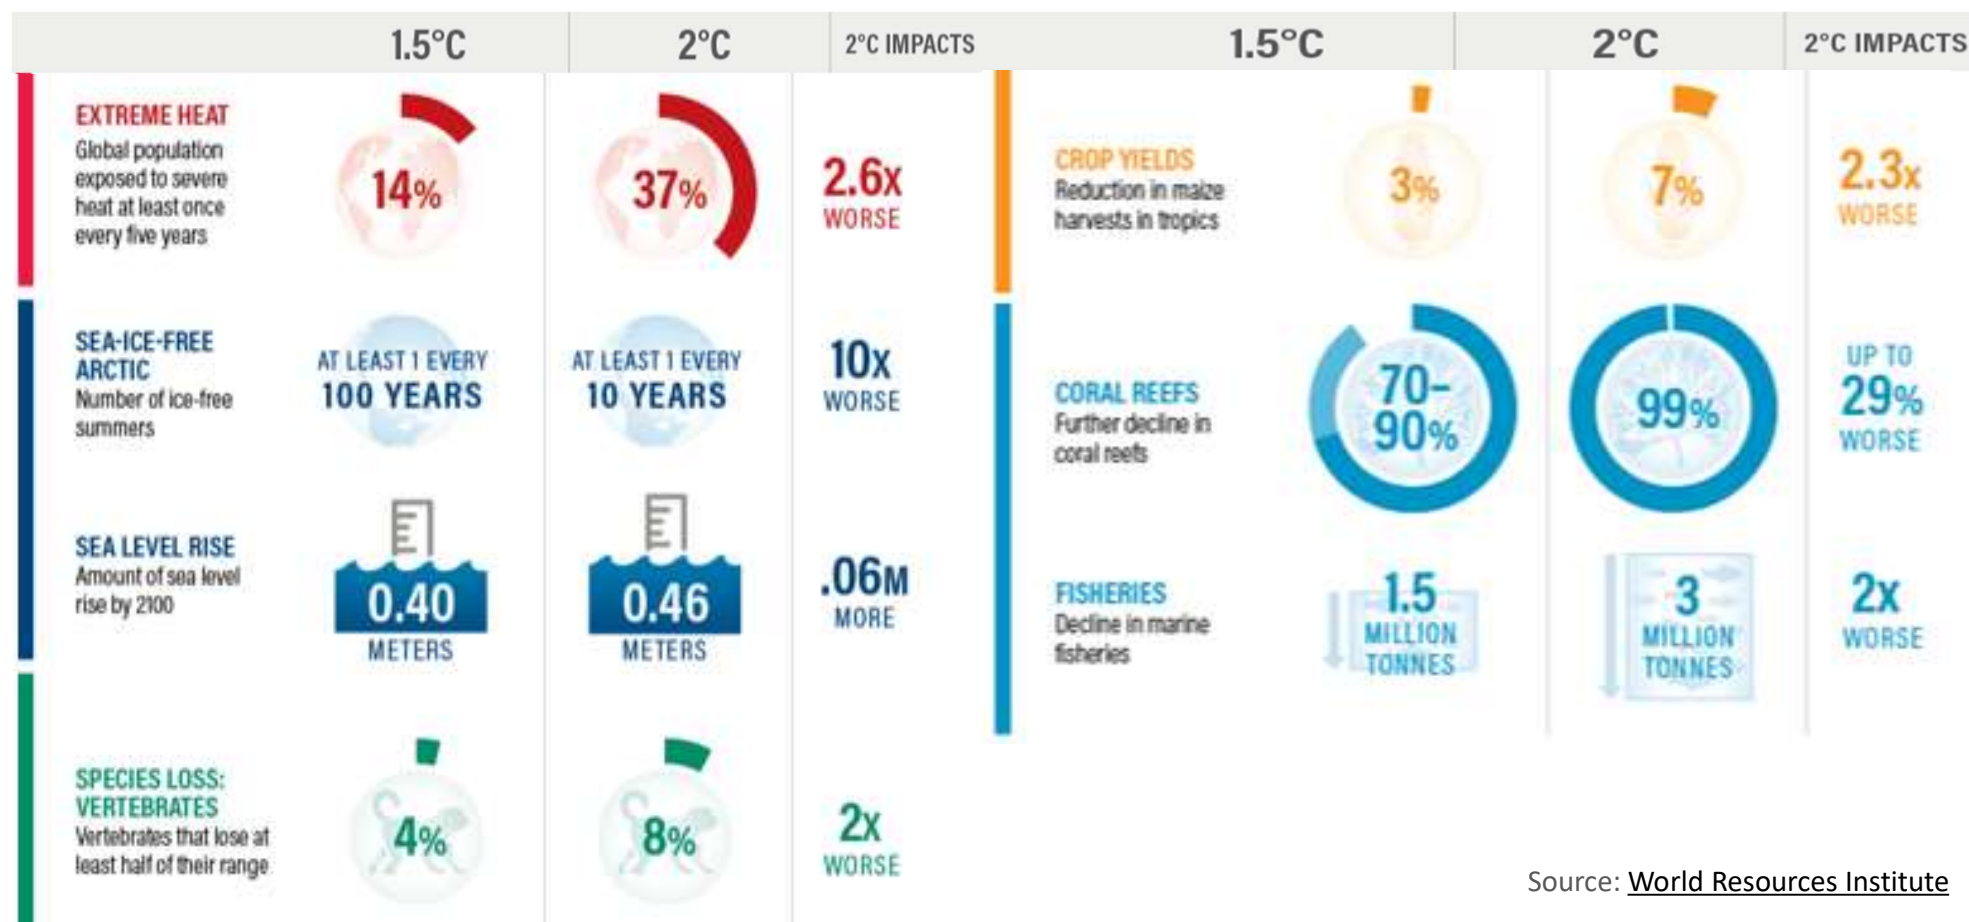 1.5°C
2°C
2°C IMPACTS
EXTREME HEAT
Global population
exposed to severe
heat at least once
every five years
14%
37%
2.6x
WORSE
SEA-ICE-FREE
ARCTIC
Number of ice-free
summers
AT LEAST 1 EVERY
100 YEARS
AT LEAST 1 EVERY
10 YEARS
10x
WORSE
SEA LEVEL RISE
Amount of sea level
rise by 2100
0.40
METERS
0.46
METERS
.06M
MORE
SPECIES LOSS:
VERTEBRATES
Vertebrates that lose at
least half of their range
4%
8%
2x
WORSE
1.5°C
2°C
2°C IMPACTS
CROP YIELDS
Reduction in maize
harvests in tropics
3%
7%
2.3x
WORSE
CORAL REEFS
Further decline in
coral reefs
70–
90%
99%
UP TO
29%
WORSE
FISHERIES
Decline in marine
fisheries
1.5
MILLION
TONNES
3
MILLION
TONNES
2x
WORSE
Source: World Resources Institute